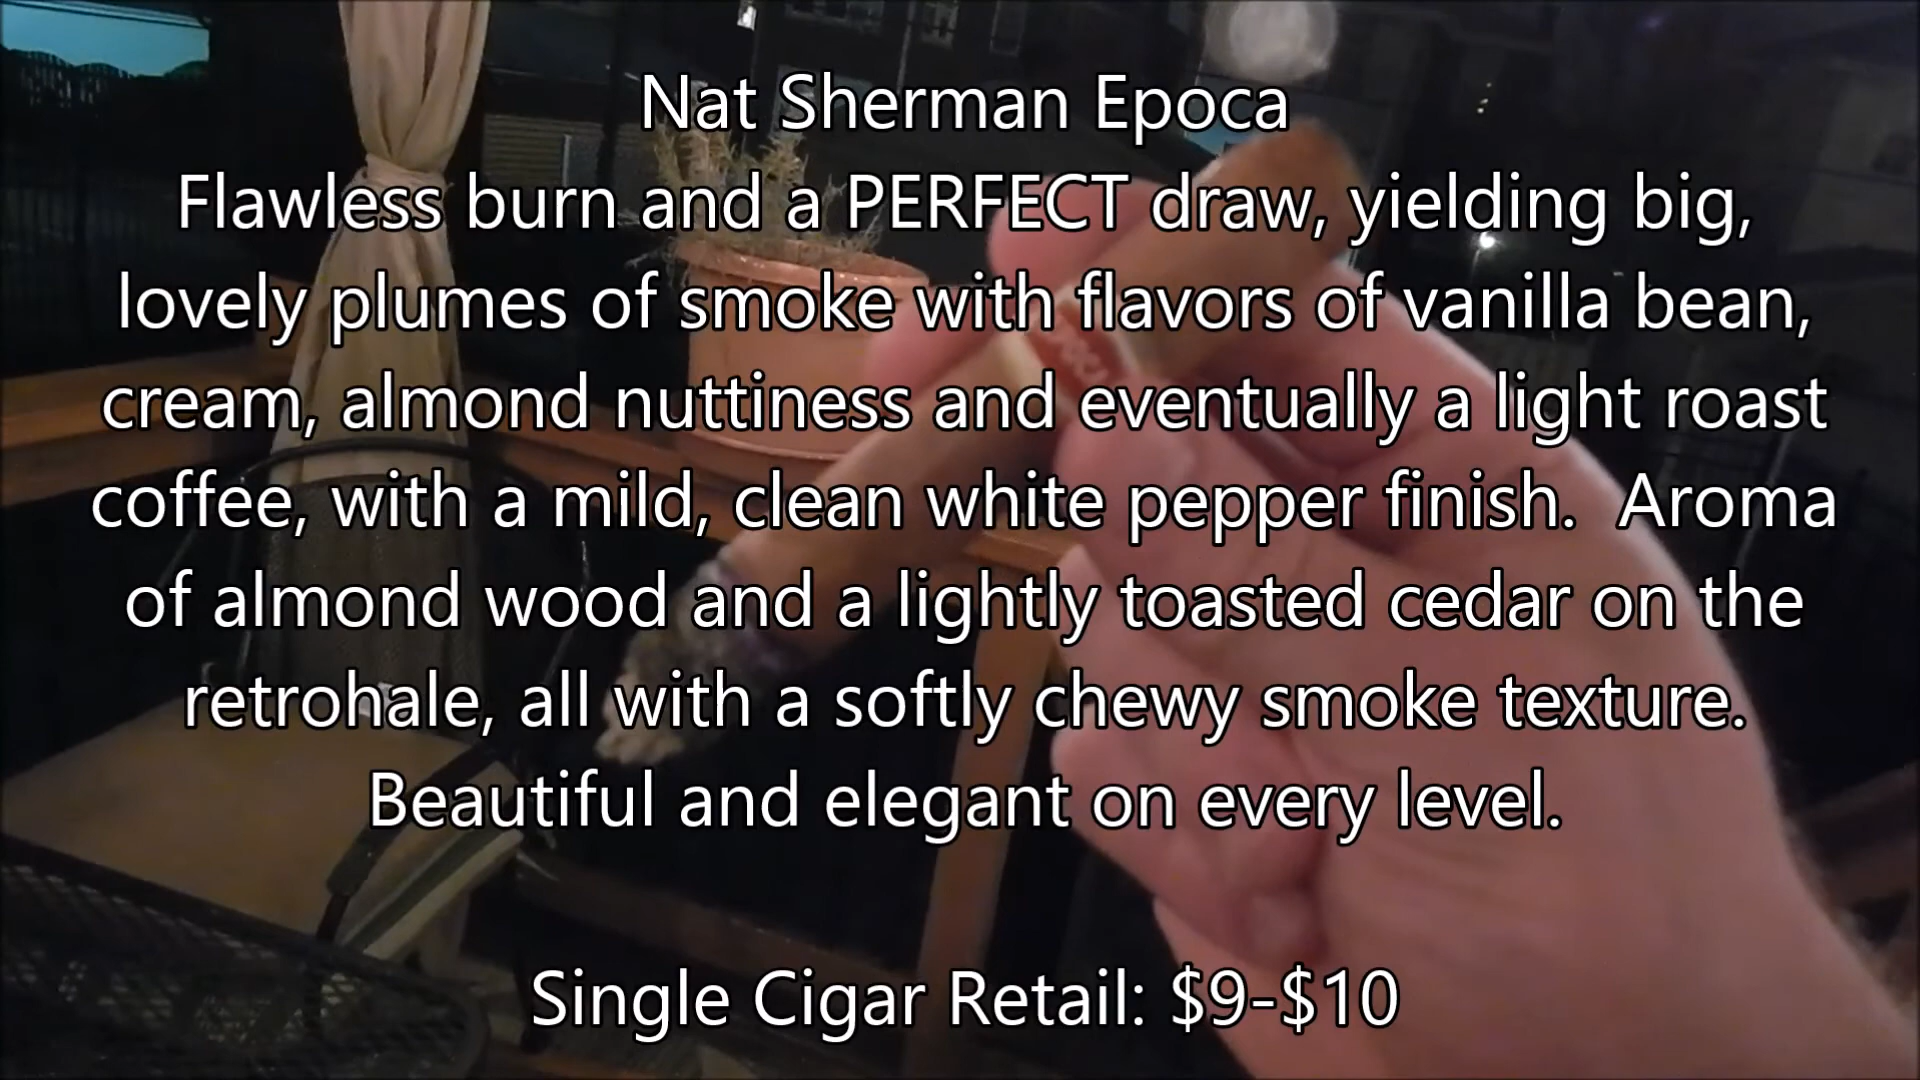 Nat Sherman Epoca
Flawless burn and a PERFECT draw, yielding big,
lovely plumes of smoke with flavors of vanilla bean,
cream, almond nuttiness and eventually a light roast
coffee, with a mild, clean white pepper finish.  Aroma
of almond wood and a lightly toasted cedar on the
retrohale, all with a softly chewy smoke texture.
Beautiful and elegant on every level.
Single Cigar Retail: $9-$10